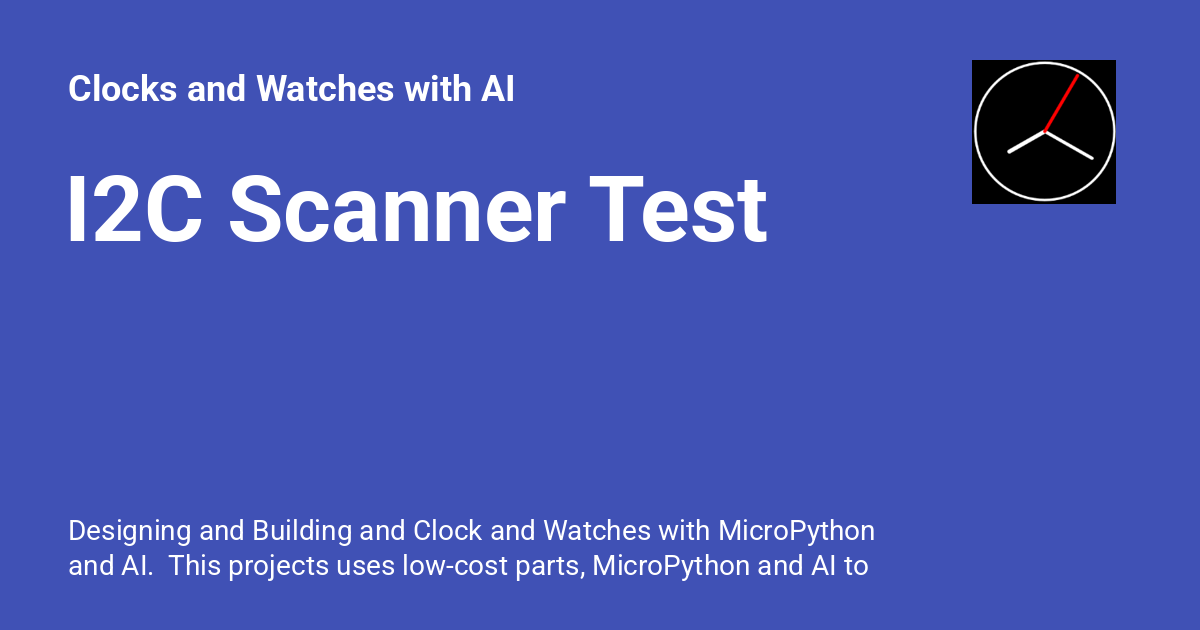 Clocks and Watches with AI
I2C Scanner Test
Designing and Building and Clock and Watches with MicroPython
and AI.  This projects uses low-cost parts, MicroPython and AI to